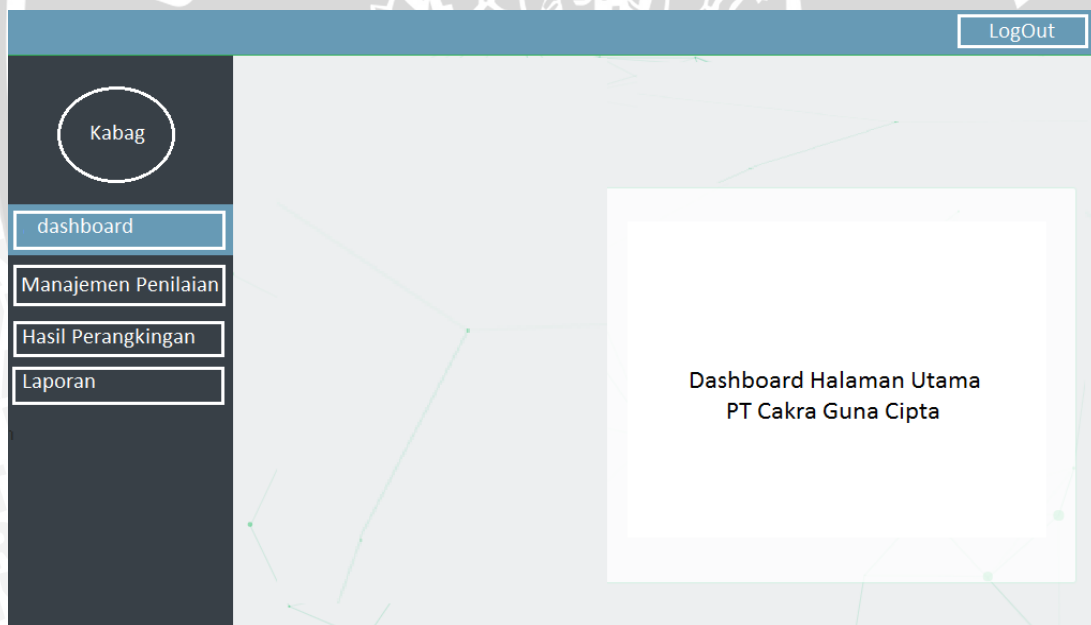 LogOut
Kabag
dashboard
Manajemen Penilaian
Hasil Perangkingan
Laporan
Dashboard Halaman Utama
PT Cakra Guna Cipta